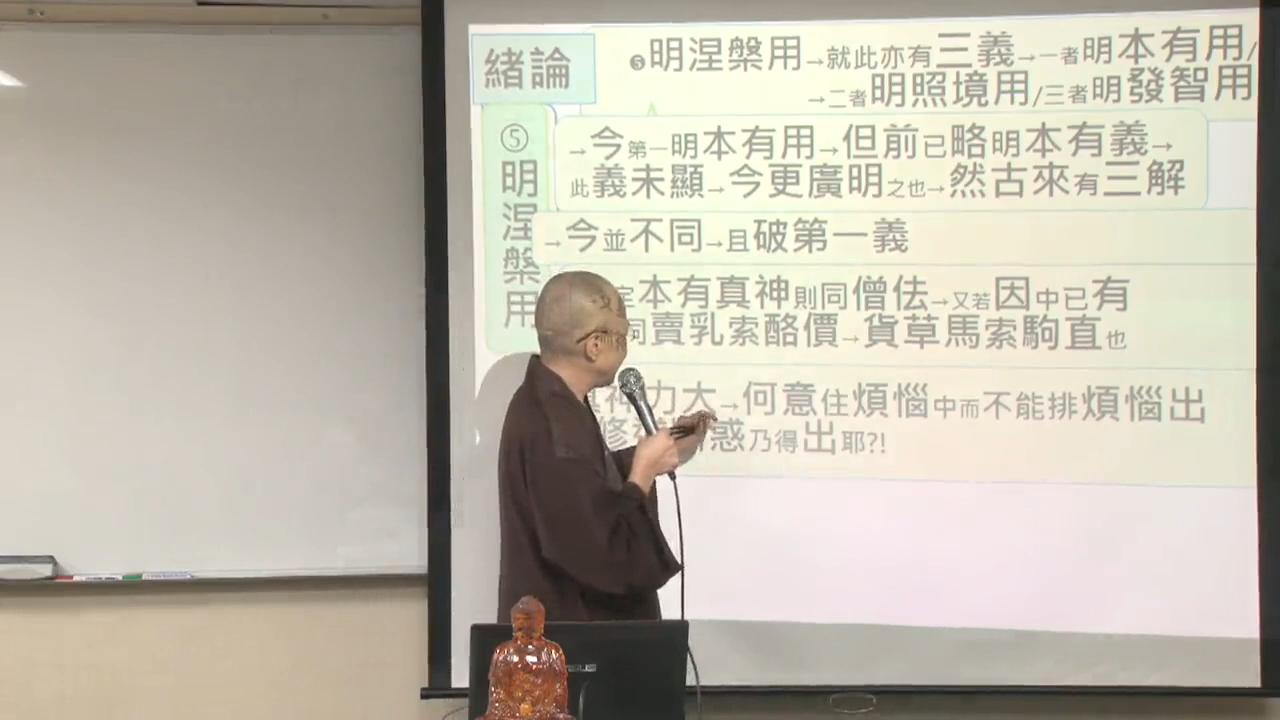 緒論
❺明涅槃用→就此亦有三義→一者明本有用/
→二者明照境用/三者明發智用
⑤明涅槃用
→今第一明本有用→但前已略明本有義→
此義未顯→今更廣明之也→然古來有三解
→今並不同→且破第一義
定本有真神則同僧佉→又若因中已有
同賣乳索酪價→貨草馬索駒直也
神力大→何意住煩惱中而不能排煩惱出
修 惑乃得出耶?!
ASUS